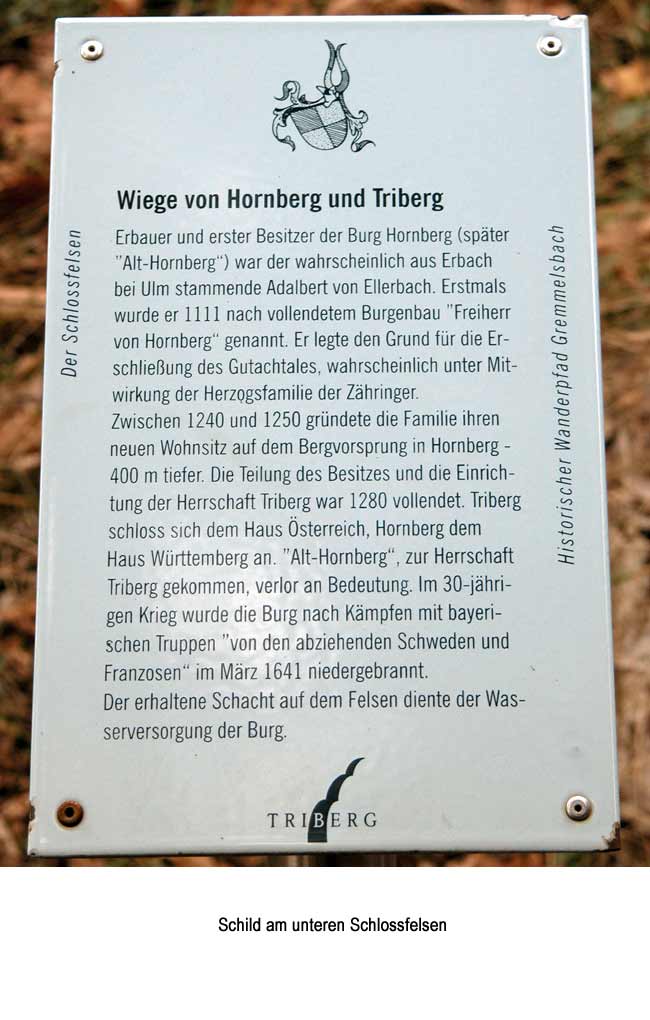 Wiege von Hornberg und Triberg
Erbauer und erster Besitzer der Burg Hornberg (später
"Alt-Hornberg“) war der wahrscheinlich aus Erbach
bei Ulm stammende Adalbert von Ellerbach. Erstmals
wurde er 1111 nach vollendetem Burgenbau "Freiherr
von Hornberg“ genannt. Er legte den Grund für die Er-
schließung des Gutachtales, wahrscheinlich unter Mit-
wirkung der Herzogsfamilie der Zähringer.
Zwischen 1240 und 1250 gründete die Familie ihren
neuen Wohnsitz auf dem Bergvorsprung in Hornberg -
400 m tiefer. Die Teilung des Besitzes und die Einrich-
tung der Herrschaft Triberg war 1280 vollendet. Triberg
schloss sich dem Haus Österreich, Hornberg dem
Haus Württemberg an. "Alt-Hornberg“, zur Herrschaft
Triberg gekommen, verlor an Bedeutung. Im 30-jähri-
gen Krieg wurde die Burg nach Kämpfen mit bayeri-
schen Truppen "von den abziehenden Schweden und
Franzosen“ im März 1641 niedergebrannt.
Der erhaltene Schacht auf dem Felsen diente der Was-
serversorgung der Burg.
Der Schlossfelsen
Historischer Wanderpfad Gremmelsbach
TRIBERG
Schild am unteren Schlossfelsen